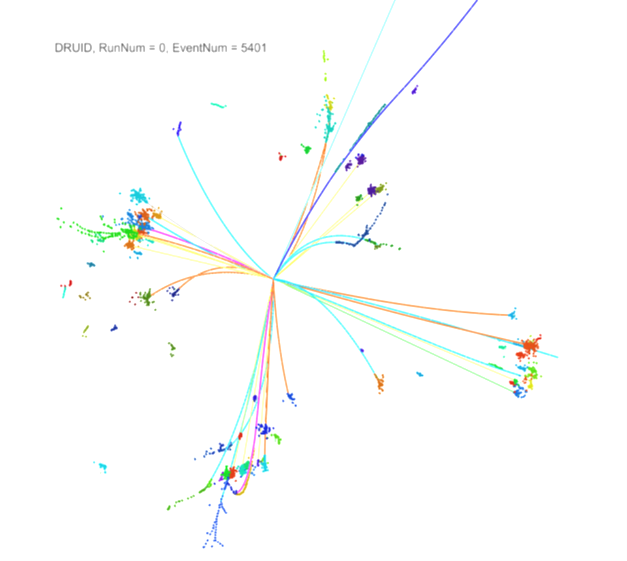 DRUID, RunNum = 0, EventNum = 5401